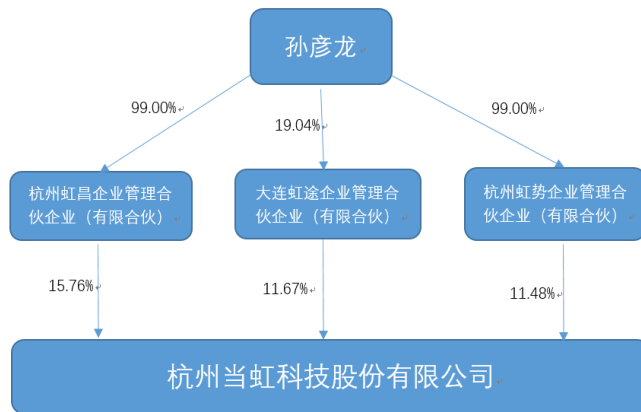 孙彦龙
99.00%
19.04%
99.00%
杭州虹昌企业管理合
伙企业（有限合伙）
大连虹途企业管理合
伙企业（有限合伙）
杭州虹势企业管理合
伙企业（有限合伙）
15.76%
11.67%
11.48%
杭州当虹科技股份有限公司